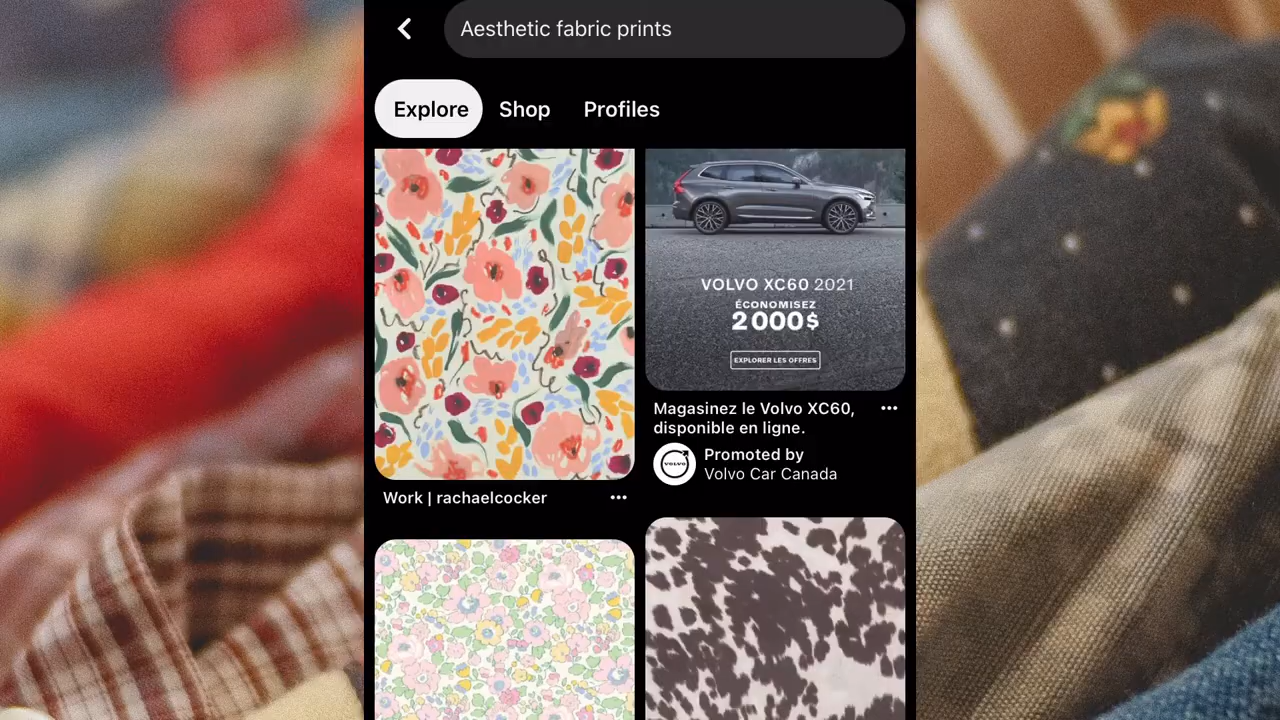 Aesthetic fabric prints
Explore
Shop
Profiles
Work | rachaelcocker
VOLVO XC60 2021
ÉCONOMISEZ
2 000$
EXPLORER LES OFFRES
Magasinez le Volvo XC60,
disponible en ligne.
VOLVO
Promoted by
Volvo Car Canada